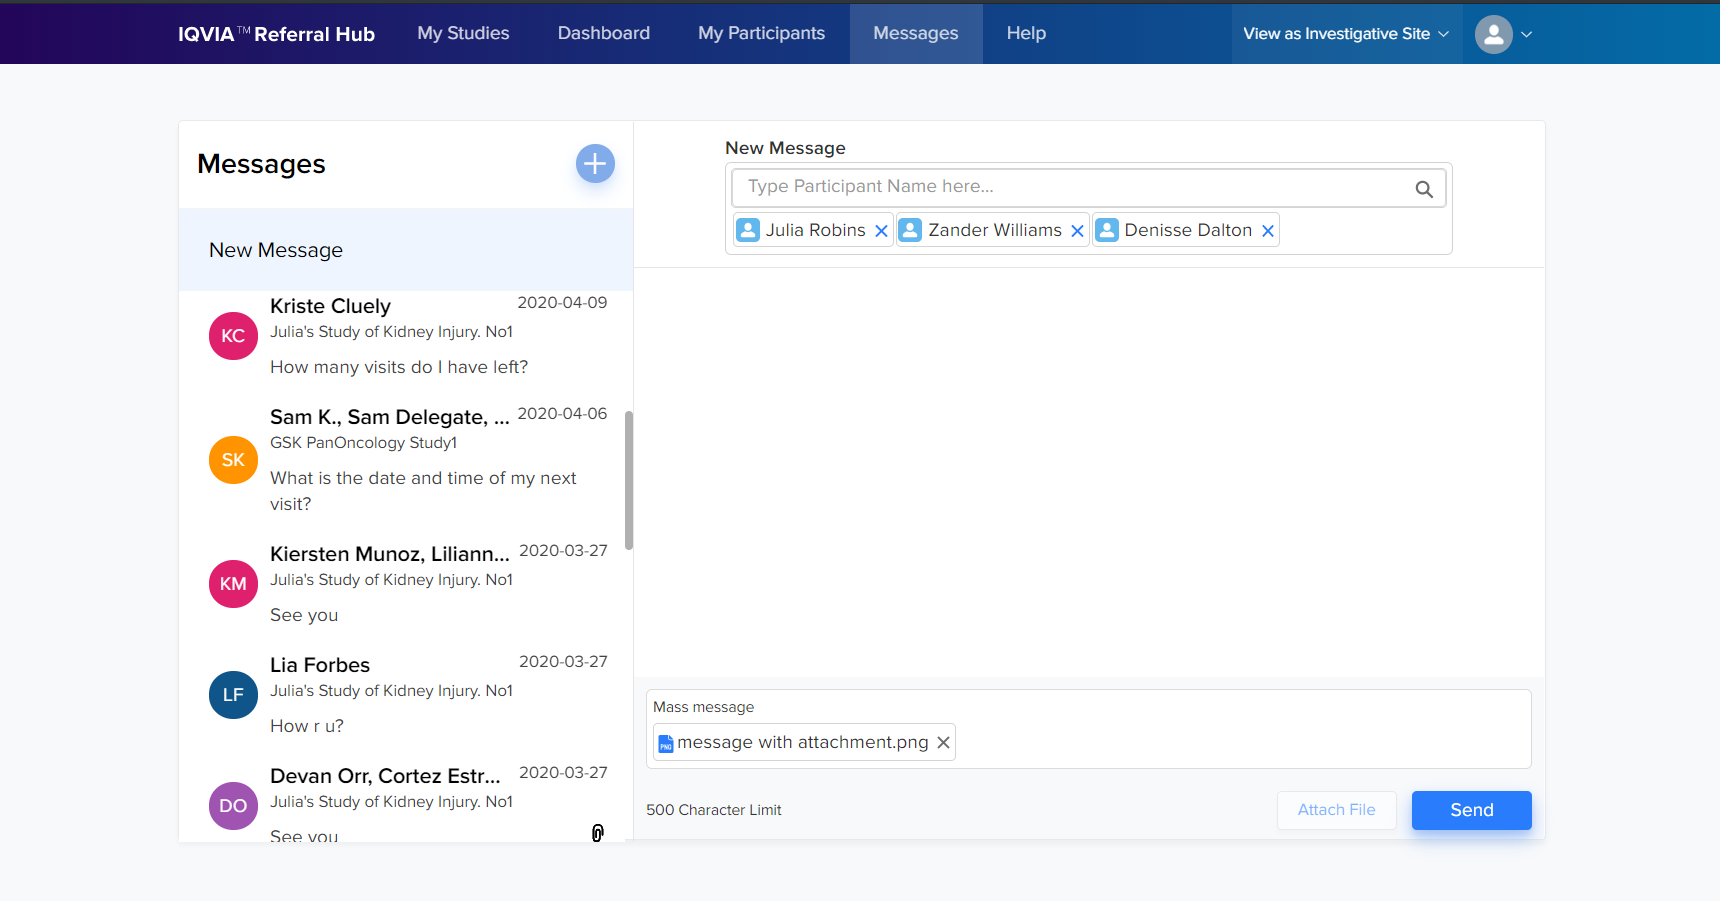 IQVIA™ Referral Hub My Studies Dashboard My Participants Messages Help View as Investigative Site
Messages
New Message
Kriste Cluely 2020-04-09
Julia's Study of Kidney Injury. No1
KC
How many visits do I have left?
Sam K., Sam Delegate, ... 2020-04-06
GSK PanOncology Study1
SK
What is the date and time of my next
visit?
Kiersten Munoz, Liliann... 2020-03-27
Julia's Study of Kidney Injury. No1
KM
See you
Lia Forbes 2020-03-27
Julia's Study of Kidney Injury. No1
LF
How r u?
Devan Orr, Cortez Estr... 2020-03-27
Julia's Study of Kidney Injury. No1
DO
See you
New Message
Type Participant Name here...
Julia Robins Zander Williams Denisse Dalton
Mass message
PNG message with attachment.png
500 Character Limit Attach File Send